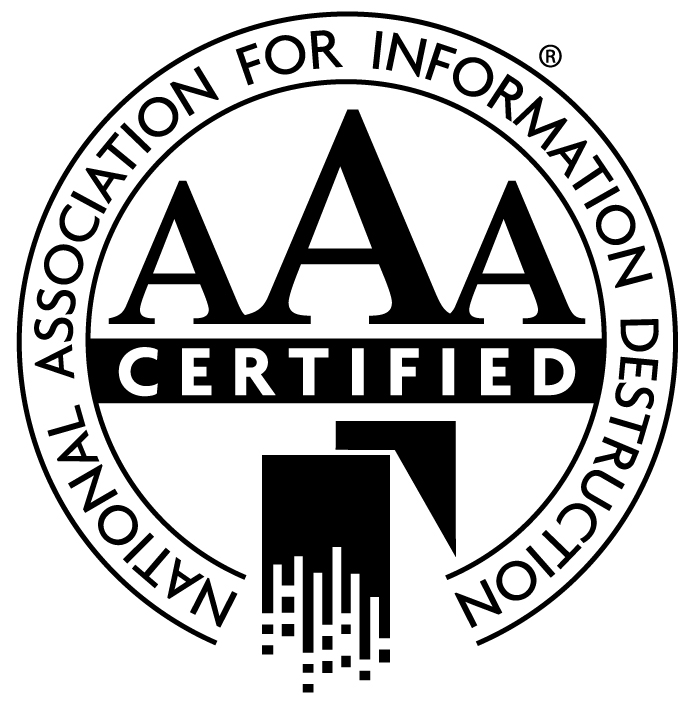 NATIONAL ASSOCIATION FOR INFORMATION DESTRUCTION ®
AAA
CERTIFIED